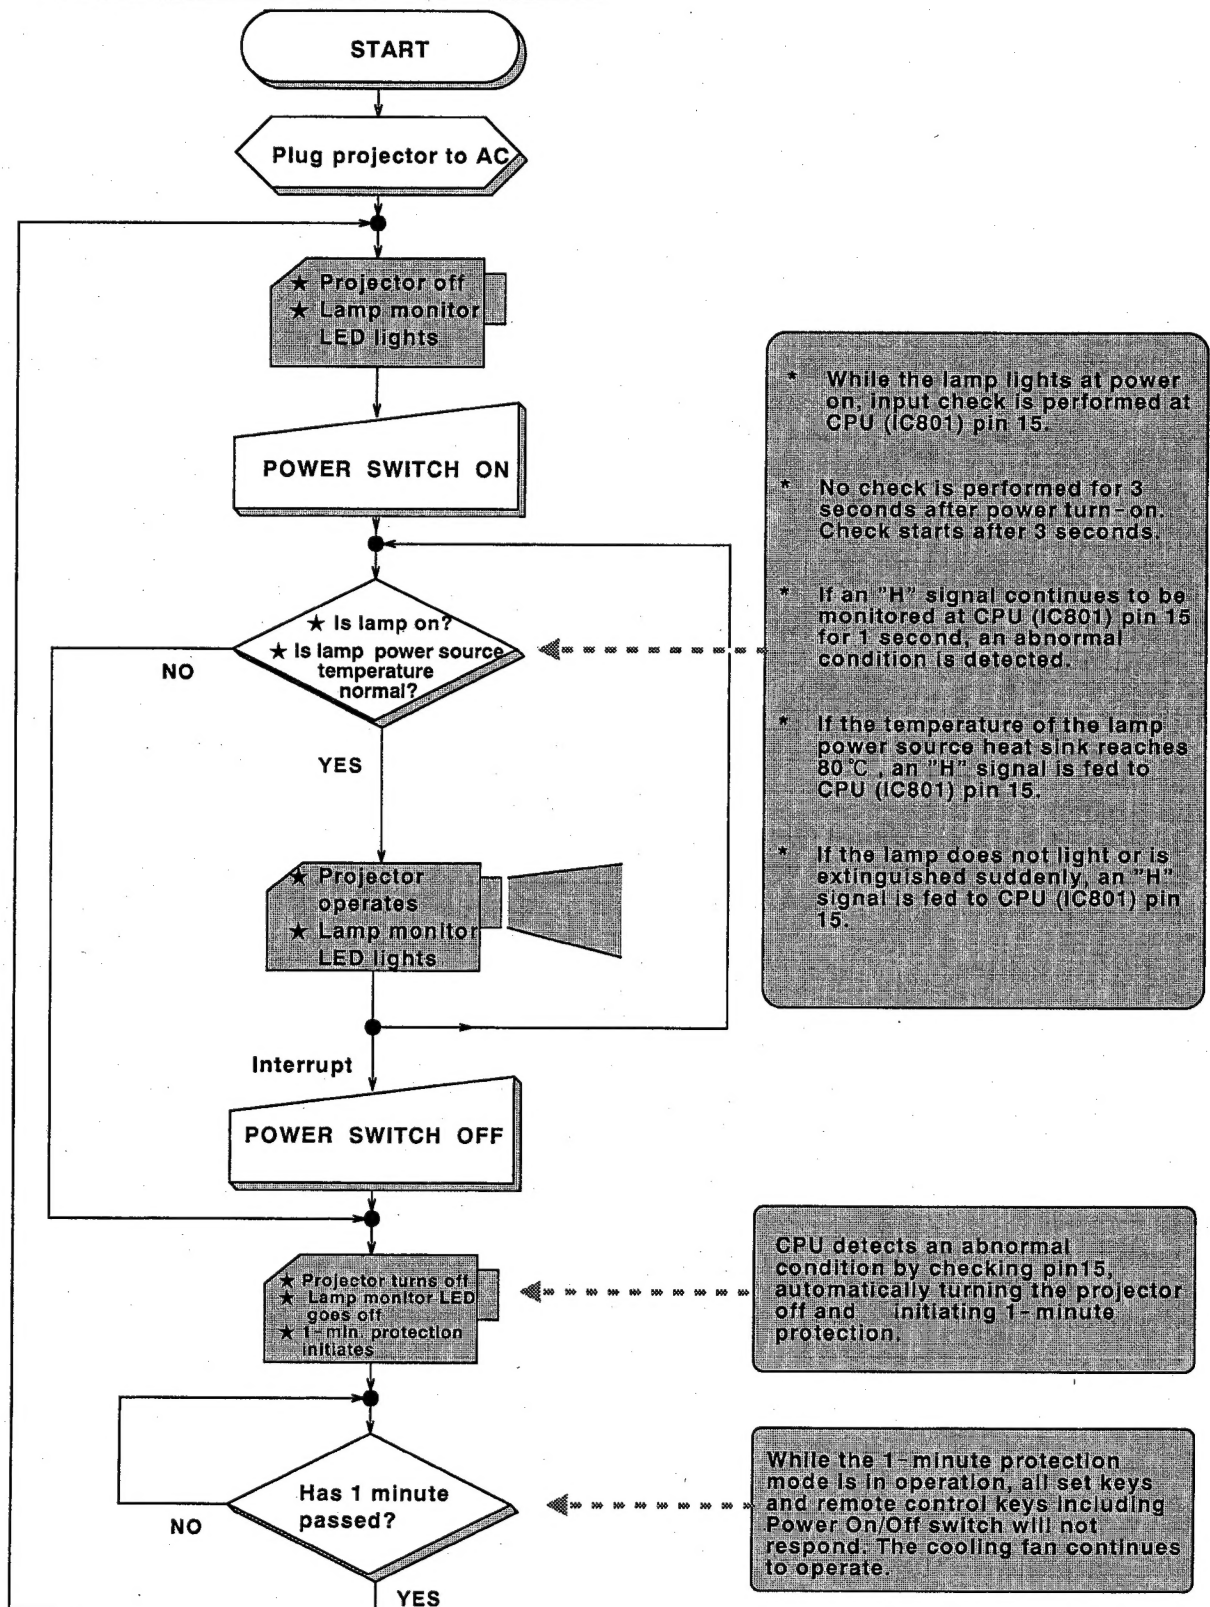 START
Plug projector to AC
★ Projector off
★ Lamp monitor
LED lights
POWER SWITCH ON
★ Is lamp on?
★ Is lamp power source
temperature
normal?
NO
YES
* While the lamp lights at power
on, input check is performed at
CPU (IC801) pin 15.
* No check is performed for 3
seconds after power turn-on.
Check starts after 3 seconds.
* If an "H" signal continues to be
monitored at CPU (IC801) pin 15
for 1 second, an abnormal
condition is detected.
* If the temperature of the lamp
power source heat sink reaches
80℃, an "H" signal is fed to
CPU (IC801) pin 15.
* If the lamp does not light or is
extinguished suddenly, an "H"
signal is fed to CPU (IC801) pin
15.
★ Projector
operates
★ Lamp monitor
LED lights
Interrupt
POWER SWITCH OFF
★ Projector turns off
★ Lamp monitor LED
goes off
★ 1-min. protection
initiates
CPU detects an abnormal
condition by checking pin15,
automatically turning the projector
off and initiating 1-minute
protection.
Has 1 minute
passed?
NO
YES
While the 1-minute protection
mode is in operation, all set keys
and remote control keys including
Power On/Off switch will not
respond. The cooling fan continues
to operate.